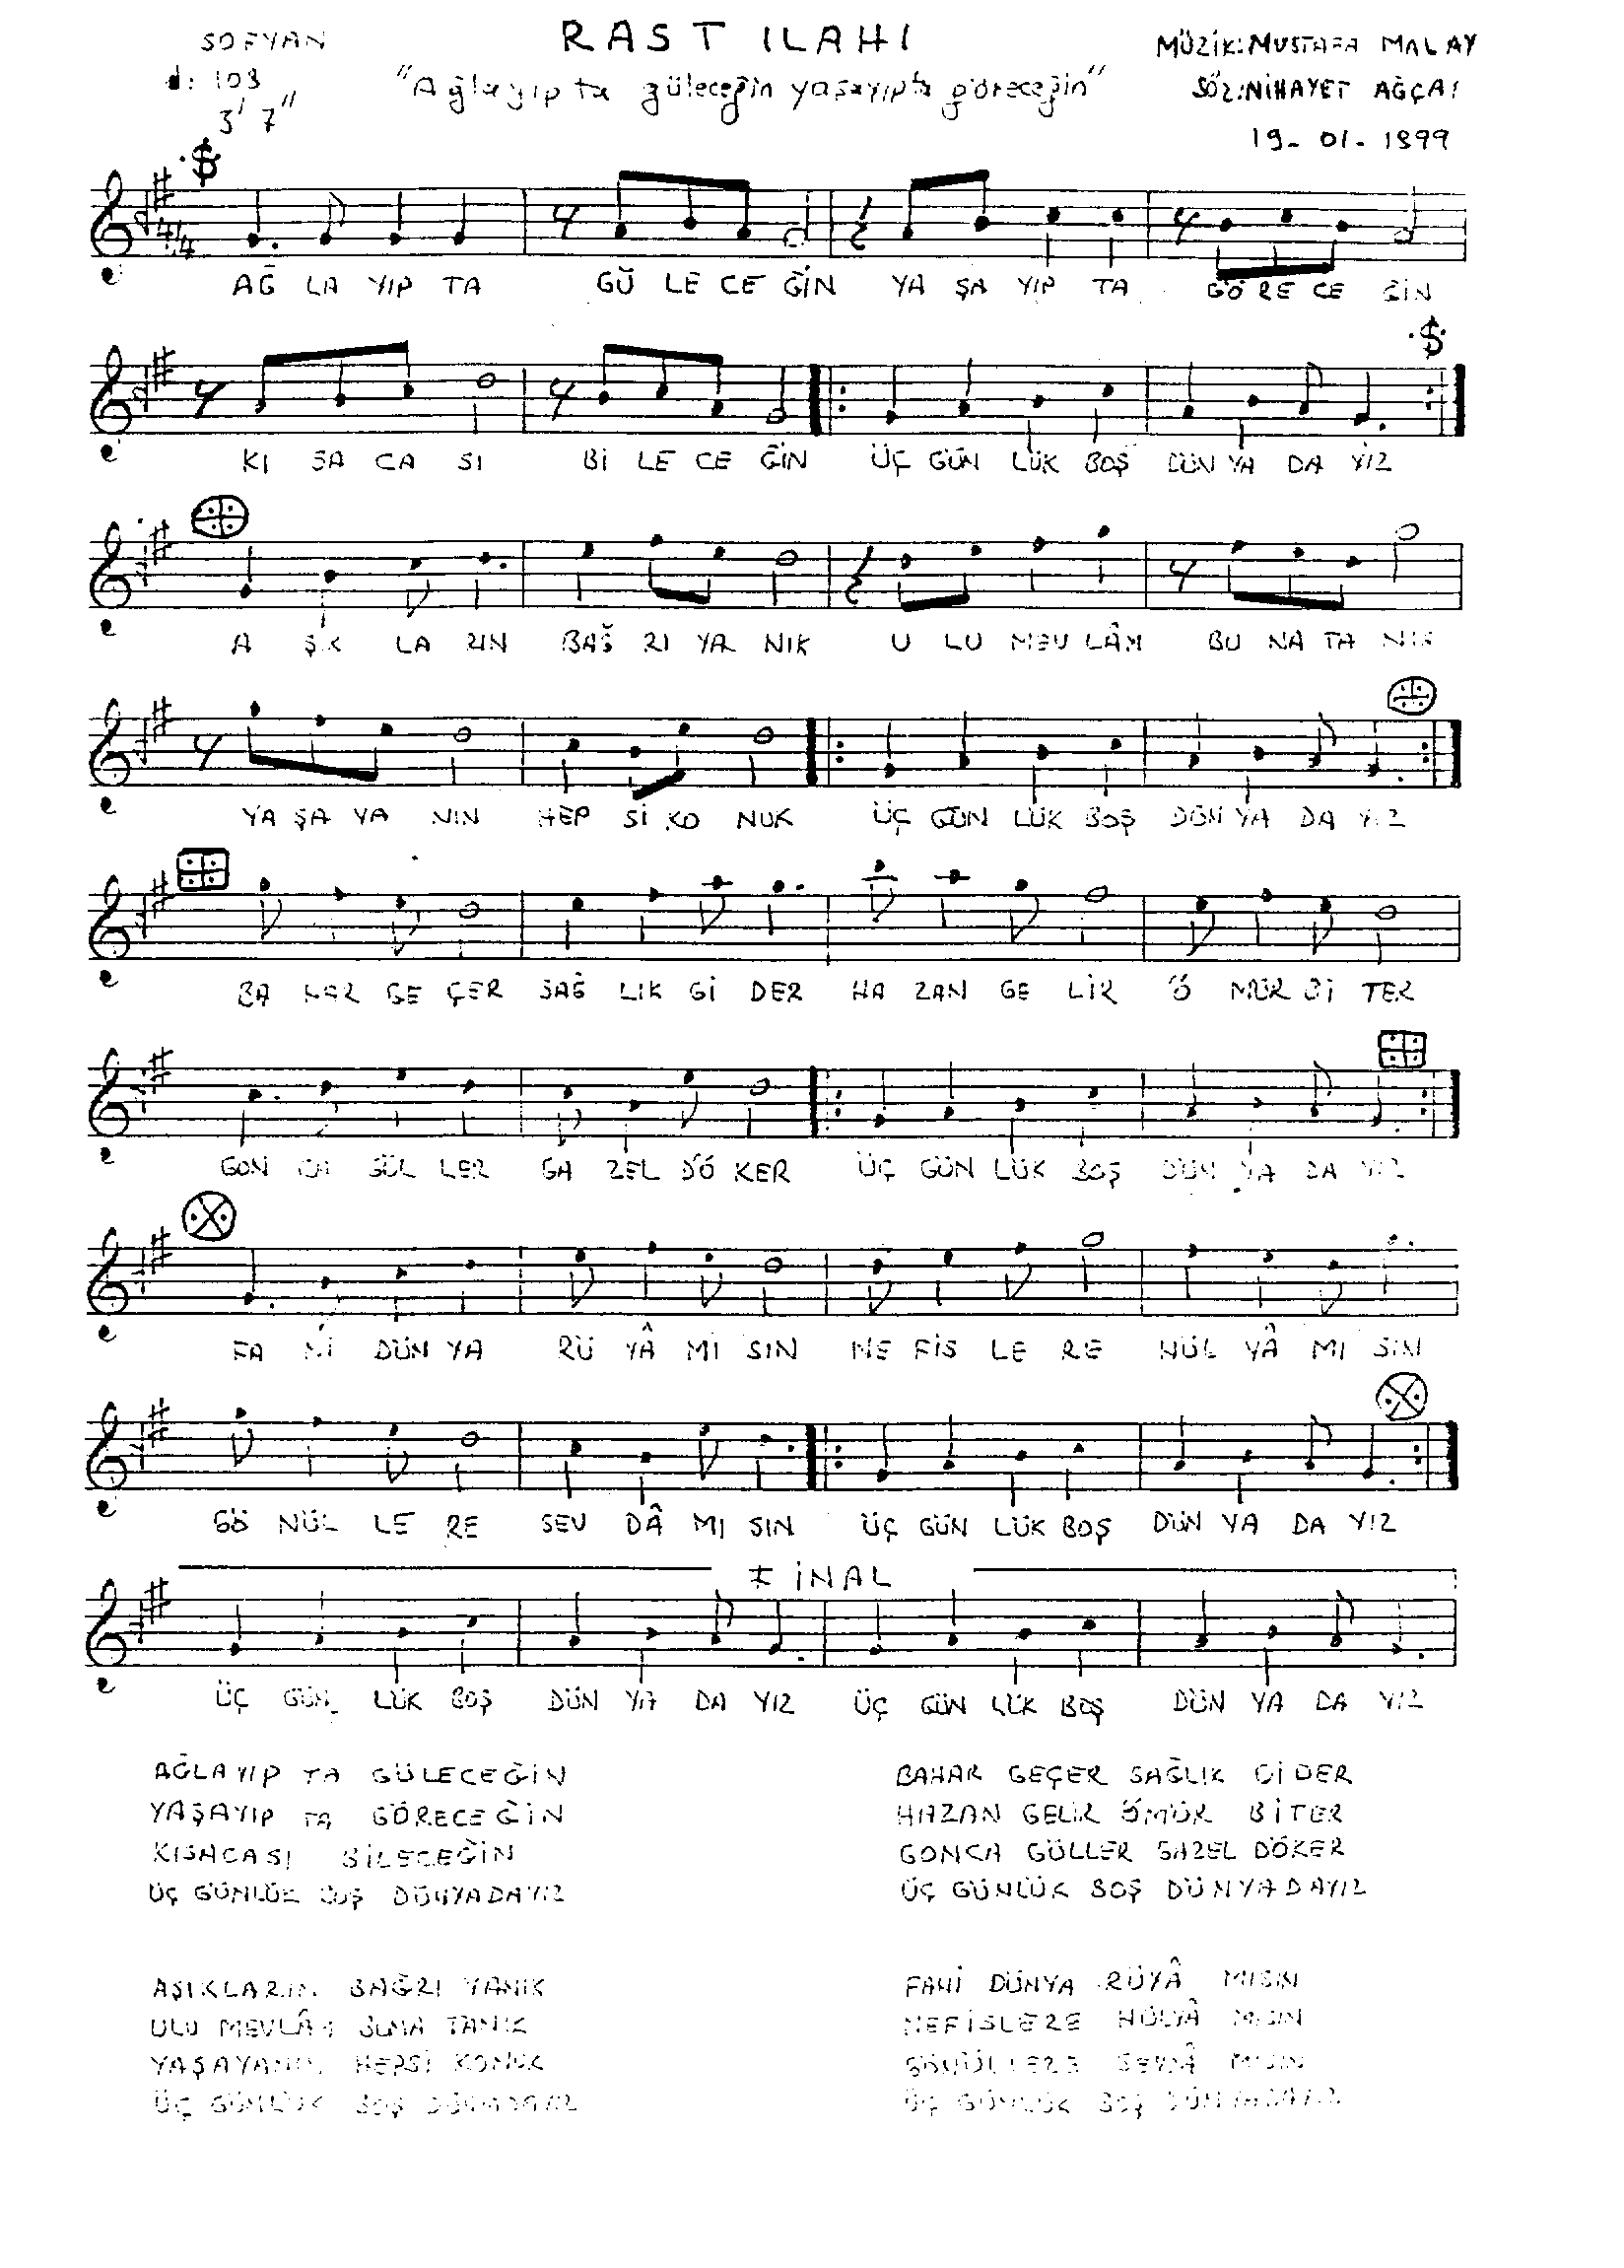 SOFYAN
RAST ILAHI
MÜZİK:MUSTAFA MALAY
♩: 108
"Ağlayıp ta güleceğin yaşayıpta göreceğin"
SÖZ:NİHAYET AĞÇAY
3' 7"
19-01-1999
4/4
AĞ LA YIP TA GÜ LE CE ĞİN YA ŞA YIP TA GÖ RE CE ĞİN
KI SA CA SI Bİ LE CE ĞİN ÜÇ GÜN LÜK BOŞ DÜN YA DA YIZ
A ŞIK LA RIN BAĞ RI YA NIK U LU MEV LÂM BU NA TA NIK
YA ŞA YA NIN HEP Sİ KO NUK ÜÇ GÜN LÜK BOŞ DÜN YA DA YIZ
BA HAR GE ÇER SAĞ LIK Gİ DER HA ZAN GE LİR Ö MÜR Bİ TER
GON CA GÜL LER GA ZEL DÖ KER ÜÇ GÜN LÜK BOŞ DÜN YA DA YIZ
FA Nİ DÜN YA RÜ YÂ MI SIN NE FİS LE RE HÜL YÂ MI SIN
GÖ NÜL LE RE SEV DÂ MI SIN ÜÇ GÜN LÜK BOŞ DÜN YA DA YIZ
FİNAL
ÜÇ GÜN LÜK BOŞ DÜN YA DA YIZ ÜÇ GÜN LÜK BOŞ DÜN YA DA YIZ
AĞLAYIP TA GÜLECEĞİN
YAŞAYIP TA GÖRECEĞİN
KISACASI BİLECEĞİN
ÜÇ GÜNLÜK BOŞ DÜNYADAYIZ
AŞIKLARIN BAĞRI YANIK
ULU MEVLÂM BUNA TANIK
YAŞAYANIN HEPSİ KONUK
ÜÇ GÜNLÜK BOŞ DÜNYADAYIZ
BAHAR GEÇER SAĞLIK GİDER
HAZAN GELİR ÖMÜR BİTER
GONCA GÜLLER GAZEL DÖKER
ÜÇ GÜNLÜK BOŞ DÜNYADAYIZ
FANİ DÜNYA RÜYÂ MISIN
NEFİSLERE HÜLYÂ MISIN
GÖNÜLLERE SEVDÂ MISIN
ÜÇ GÜNLÜK BOŞ DÜNYADAYIZ